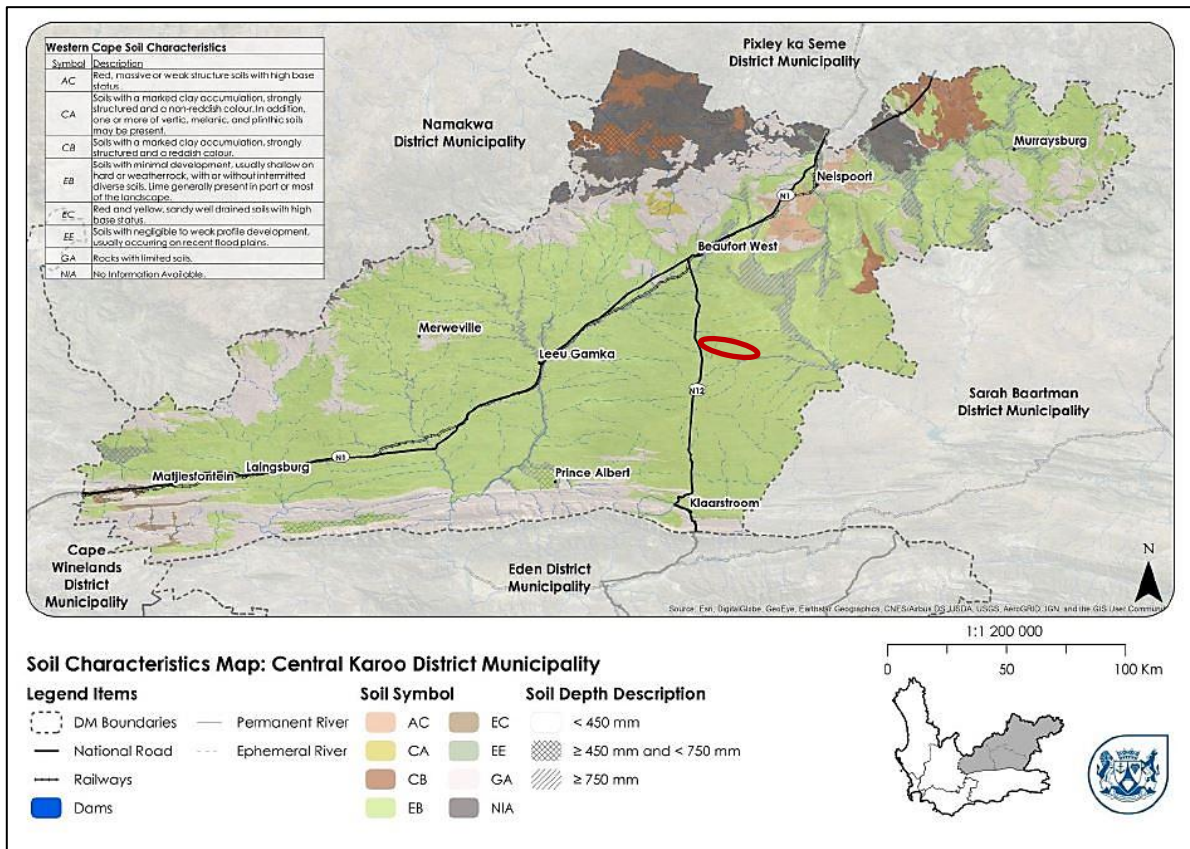 Western Cape Soil Characteristics
Symbol Description
AC Red, massive or weak structure soils with high base
status.
CA Soils with a marked clay accumulation, strongly
structured and a non-reddish colour. In addition,
one or more of vertic, melanic, and plinthic soils
may be present.
CB Soils with a marked clay accumulation, strongly
structured and a reddish colour.
EB Soils with minimal development, usually shallow on
hard or weatherrock, with or without intermitted
diverse soils. Lime generally present in part or most
of the landscape.
EC Red and yellow, sandy well drained soils with high
base status.
EE Soils with negligible to weak profile development,
usually occurring on recent flood plains.
GA Rocks with limited soils.
NIA No Information Available.
Pixley ka Seme
District Municipality
Namakwa
District Municipality
Murraysburg
Nelspoort
N1
Beaufort West
Merweville
Leeu Gamka
N12
Sarah Baartman
District Municipality
Laingsburg
N1
Matjiesfontein
Prince Albert
Klaarstroom
Cape
Winelands
District
Municipality
Eden District
Municipality
N
Source: Esri, DigitalGlobe, GeoEye, Earthstar Geographics, CNES/Airbus DS, USDA, USGS, AeroGRID, IGN, and the GIS User Commun
1:1 200 000
0 50 100 Km
Soil Characteristics Map: Central Karoo District Municipality
Legend Items
DM Boundaries
National Road
Railways
Dams
Permanent River
Ephemeral River
Soil Symbol
AC
CA
CB
EB
EC
EE
GA
NIA
Soil Depth Description
< 450 mm
≥ 450 mm and < 750 mm
≥ 750 mm